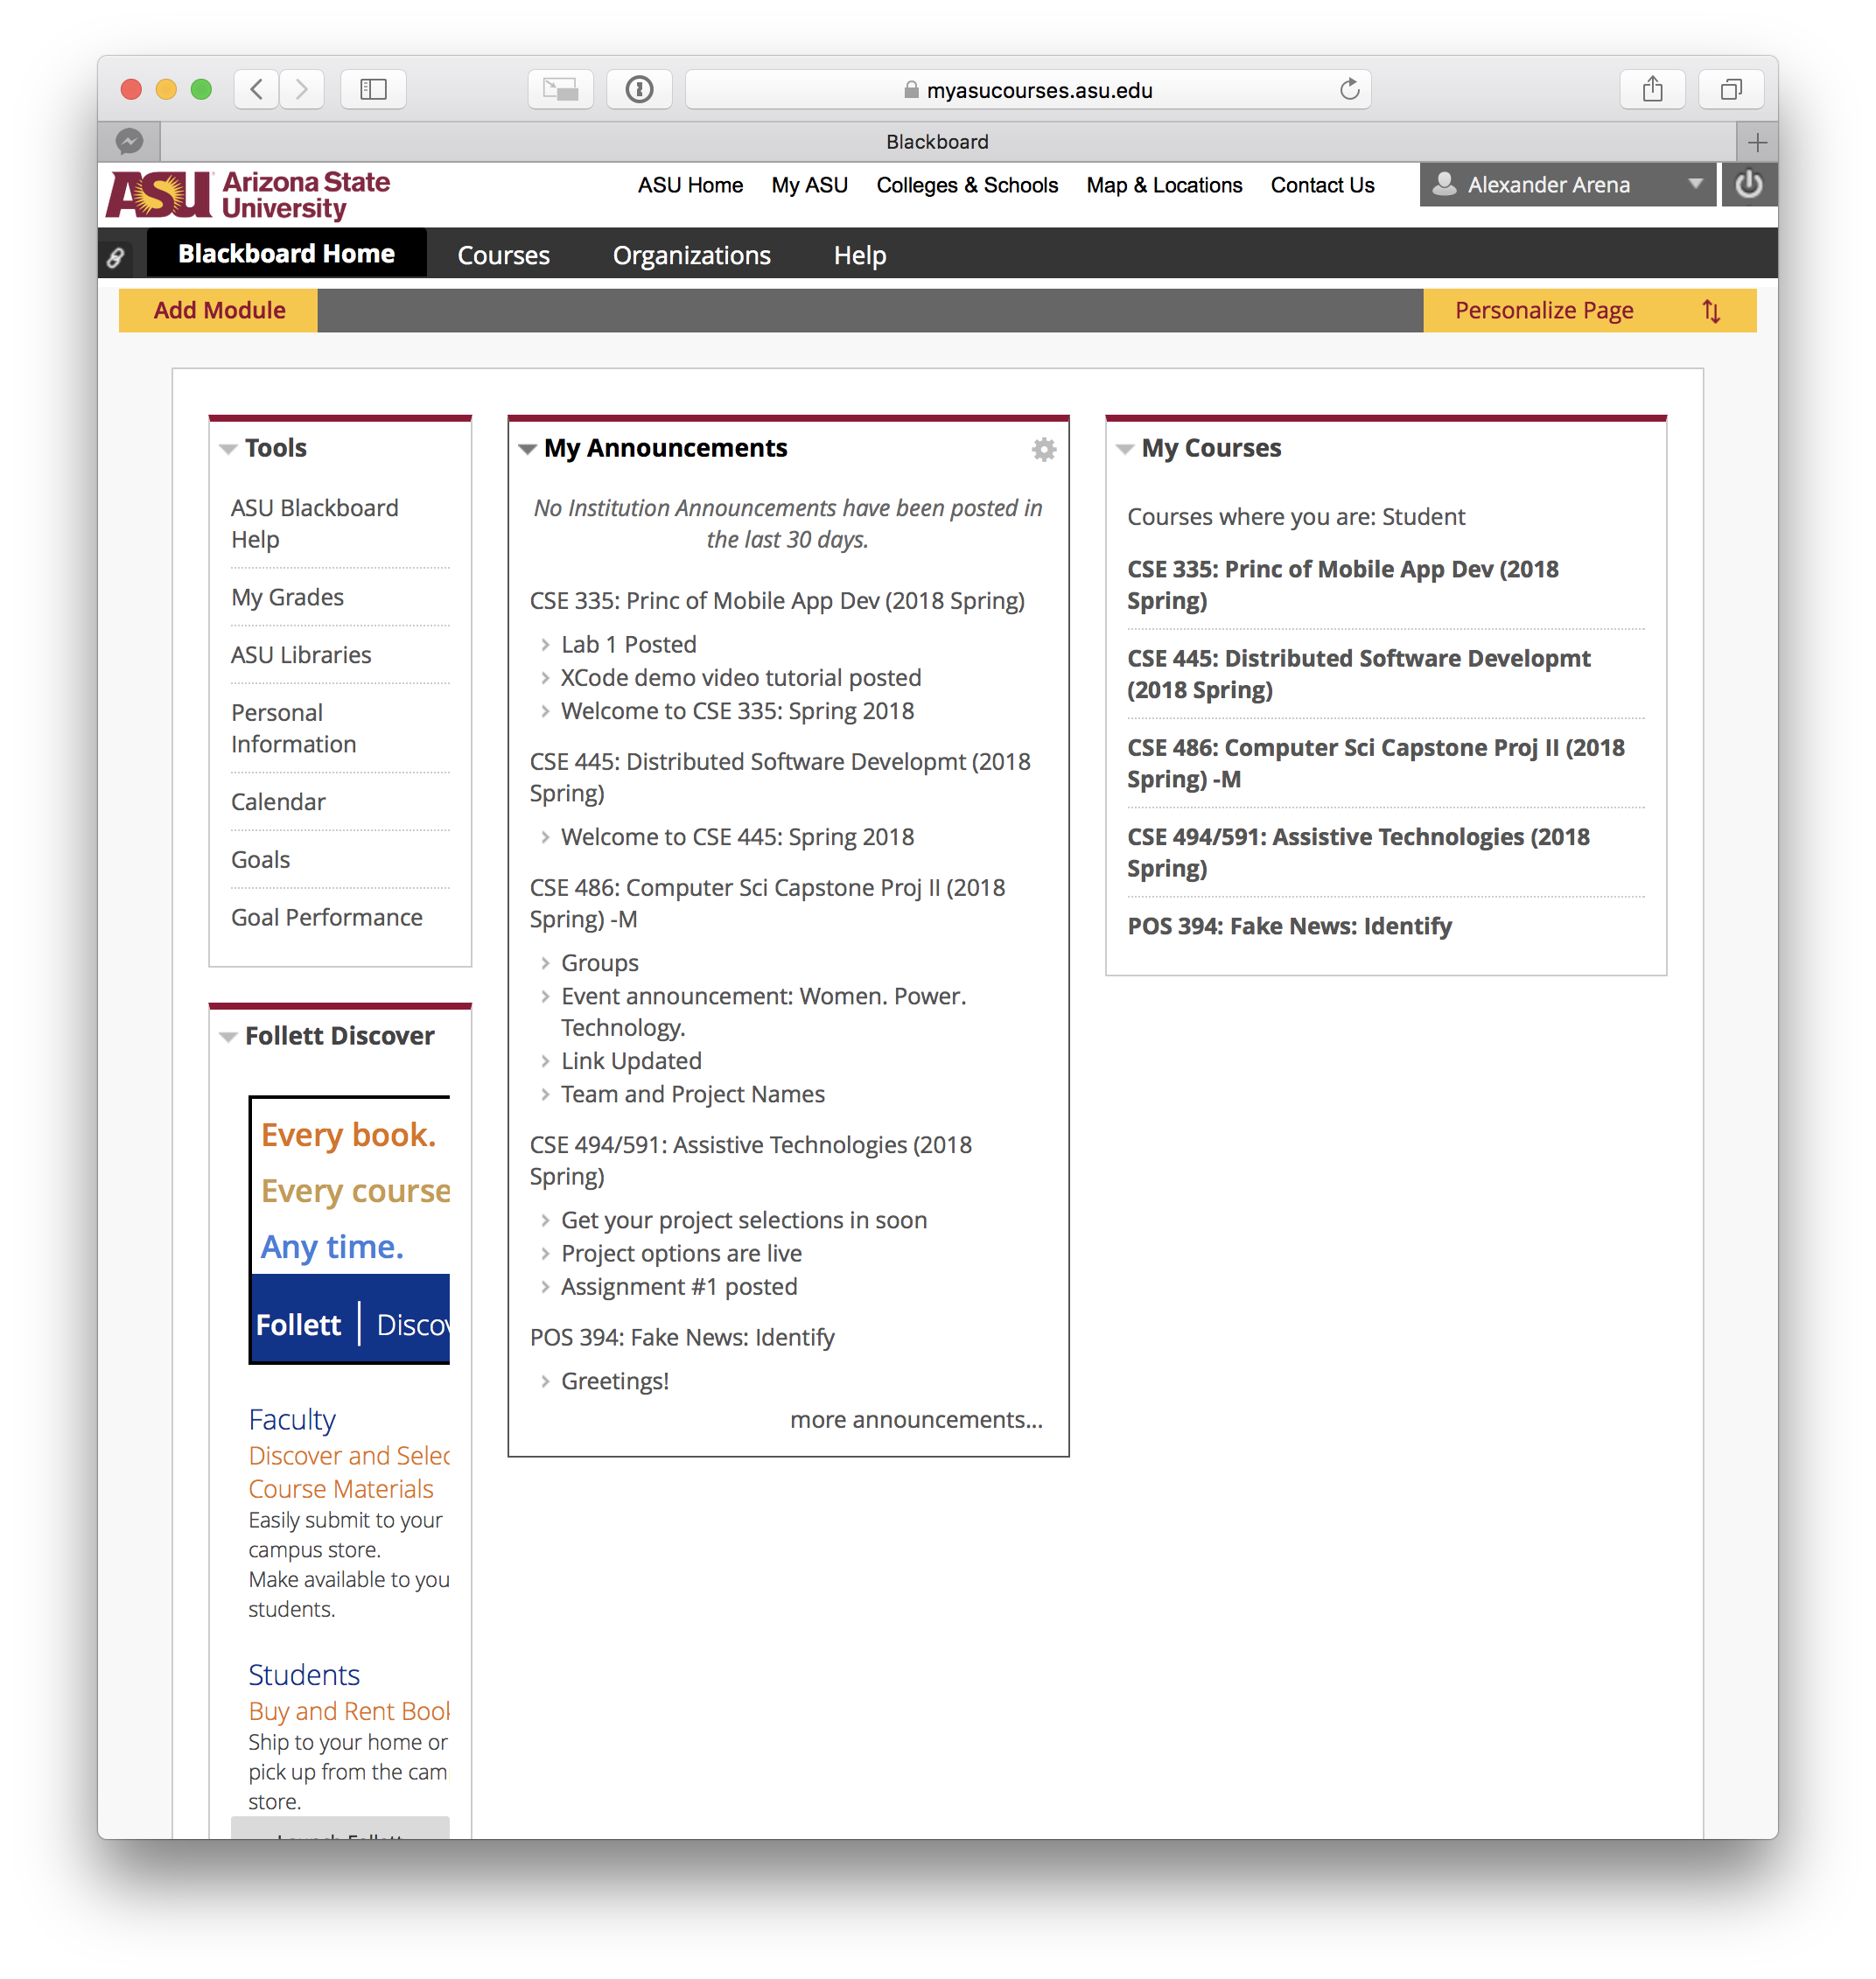 myasucourses.asu.edu
Blackboard
ASU Arizona State
University
ASU Home My ASU Colleges & Schools Map & Locations Contact Us
Alexander Arena
Blackboard Home Courses Organizations Help
Add Module
Personalize Page
Tools
ASU Blackboard
Help
My Grades
ASU Libraries
Personal
Information
Calendar
Goals
Goal Performance
Follett Discover
Every book.
Every course
Any time.
Follett | Discov
Faculty
Discover and Selec
Course Materials
Easily submit to your
campus store.
Make available to you
students.
Students
Buy and Rent Book
Ship to your home or
pick up from the cam
store.
My Announcements
No Institution Announcements have been posted in
the last 30 days.
CSE 335: Princ of Mobile App Dev (2018 Spring)
Lab 1 Posted
XCode demo video tutorial posted
Welcome to CSE 335: Spring 2018
CSE 445: Distributed Software Developmt (2018
Spring)
Welcome to CSE 445: Spring 2018
CSE 486: Computer Sci Capstone Proj II (2018
Spring) -M
Groups
Event announcement: Women. Power.
Technology.
Link Updated
Team and Project Names
CSE 494/591: Assistive Technologies (2018
Spring)
Get your project selections in soon
Project options are live
Assignment #1 posted
POS 394: Fake News: Identify
Greetings!
more announcements...
My Courses
Courses where you are: Student
CSE 335: Princ of Mobile App Dev (2018
Spring)
CSE 445: Distributed Software Developmt
(2018 Spring)
CSE 486: Computer Sci Capstone Proj II (2018
Spring) -M
CSE 494/591: Assistive Technologies (2018
Spring)
POS 394: Fake News: Identify